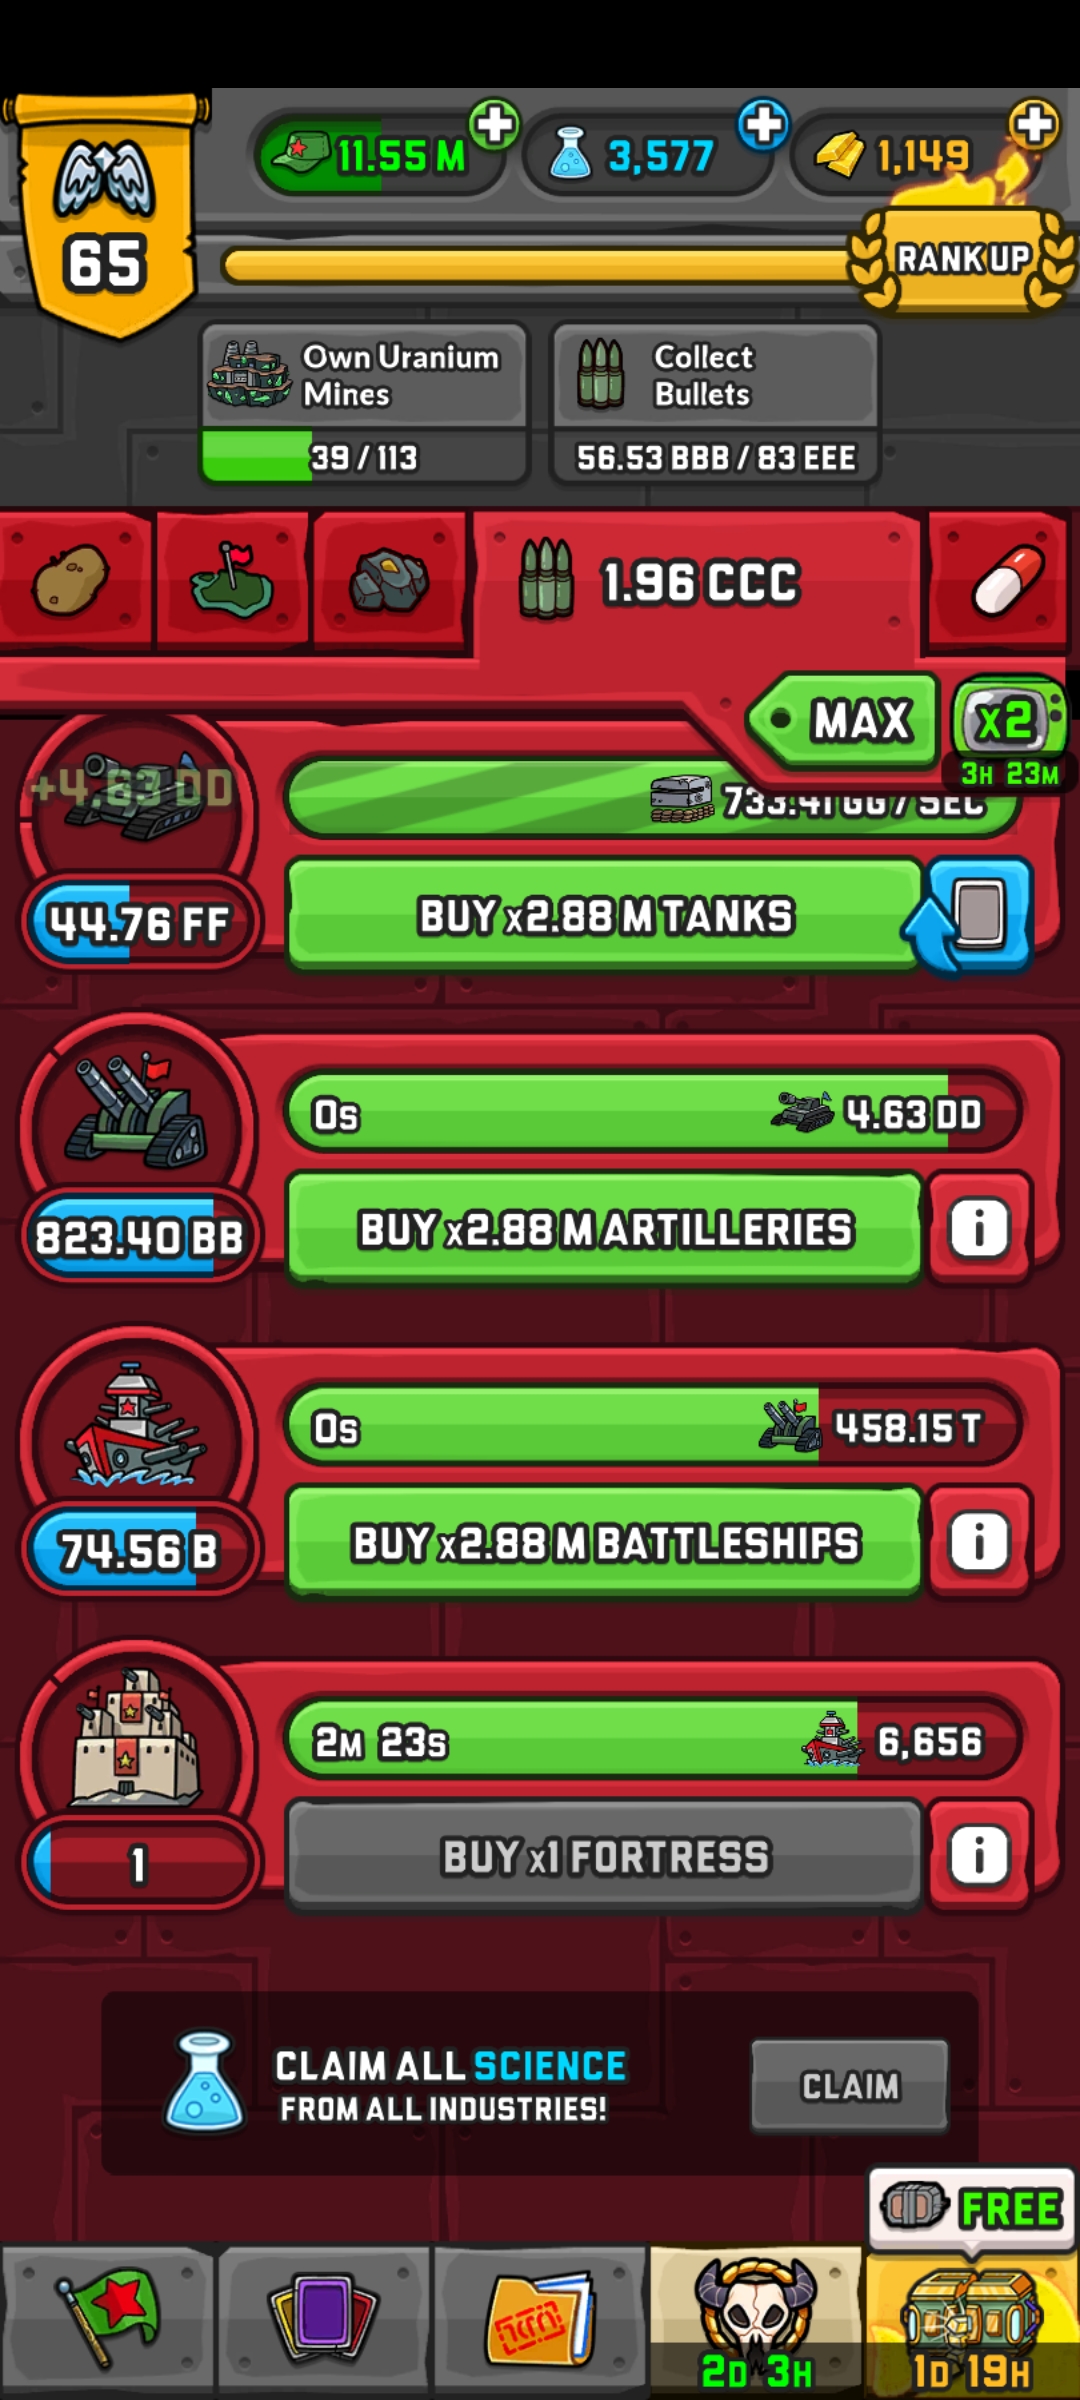 11.55 M
3,577
1,149
65
RANK UP
Own Uranium
Mines
39 / 113
Collect
Bullets
56.53 BBB / 83 EEE
1.96 CCC
MAX
x2
3H 23M
+4.63 DD
733.41 GG / SEC
44.76 FF
BUY x2.88 M TANKS
0s
4.63 DD
823.40 BB
BUY x2.88 M ARTILLERIES
0s
458.15 T
74.56 B
BUY x2.88 M BATTLESHIPS
2M 23S
6,656
1
BUY x1 FORTRESS
CLAIM ALL SCIENCE
FROM ALL INDUSTRIES!
CLAIM
FREE
2D 3H
1D 19H